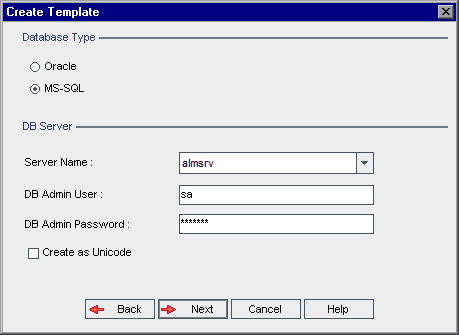 Create Template
Database Type
Oracle
MS-SQL
DB Server
Server Name :
almsrv
DB Admin User :
sa
DB Admin Password :
*******
Create as Unicode
Back
Next
Cancel
Help